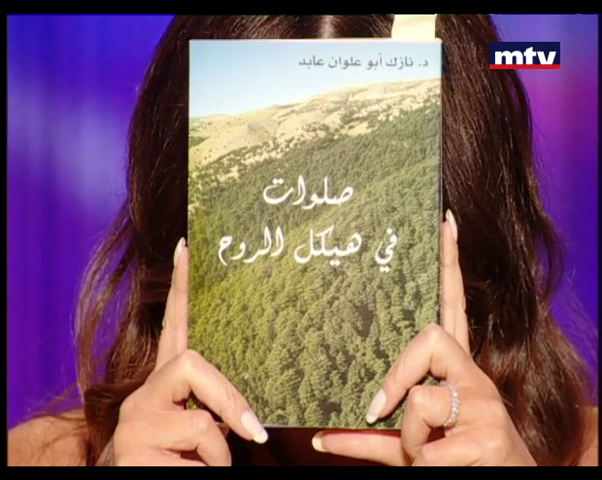 mtv
د. نازك أبو علوان عابد
صلوات
في هيكل الروح